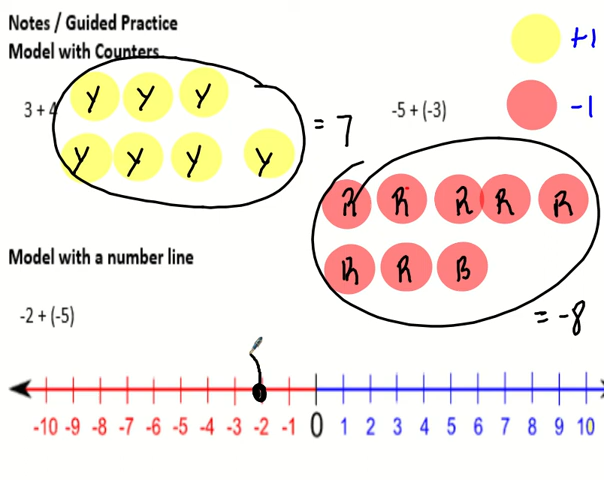 Notes / Guided Practice
Model with Counters
+1
-1
3 + 4
Y Y Y
Y Y Y Y
= 7
-5 + (-3)
R R R R R
R R R
= -8
Model with a number line
-2 + (-5)
-10 -9 -8 -7 -6 -5 -4 -3 -2 -1 0 1 2 3 4 5 6 7 8 9 10